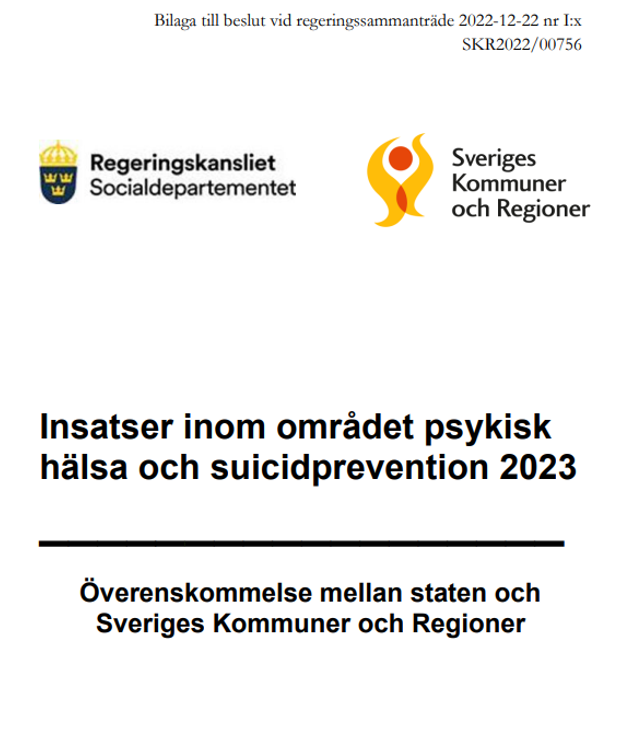 Bilaga till beslut vid regeringssammanträde 2022-12-22 nr I:x
SKR2022/00756
Regeringskansliet
Socialdepartementet
Sveriges
Kommuner
och Regioner
Insatser inom området psykisk
hälsa och suicidprevention 2023
Överenskommelse mellan staten och
Sveriges Kommuner och Regioner